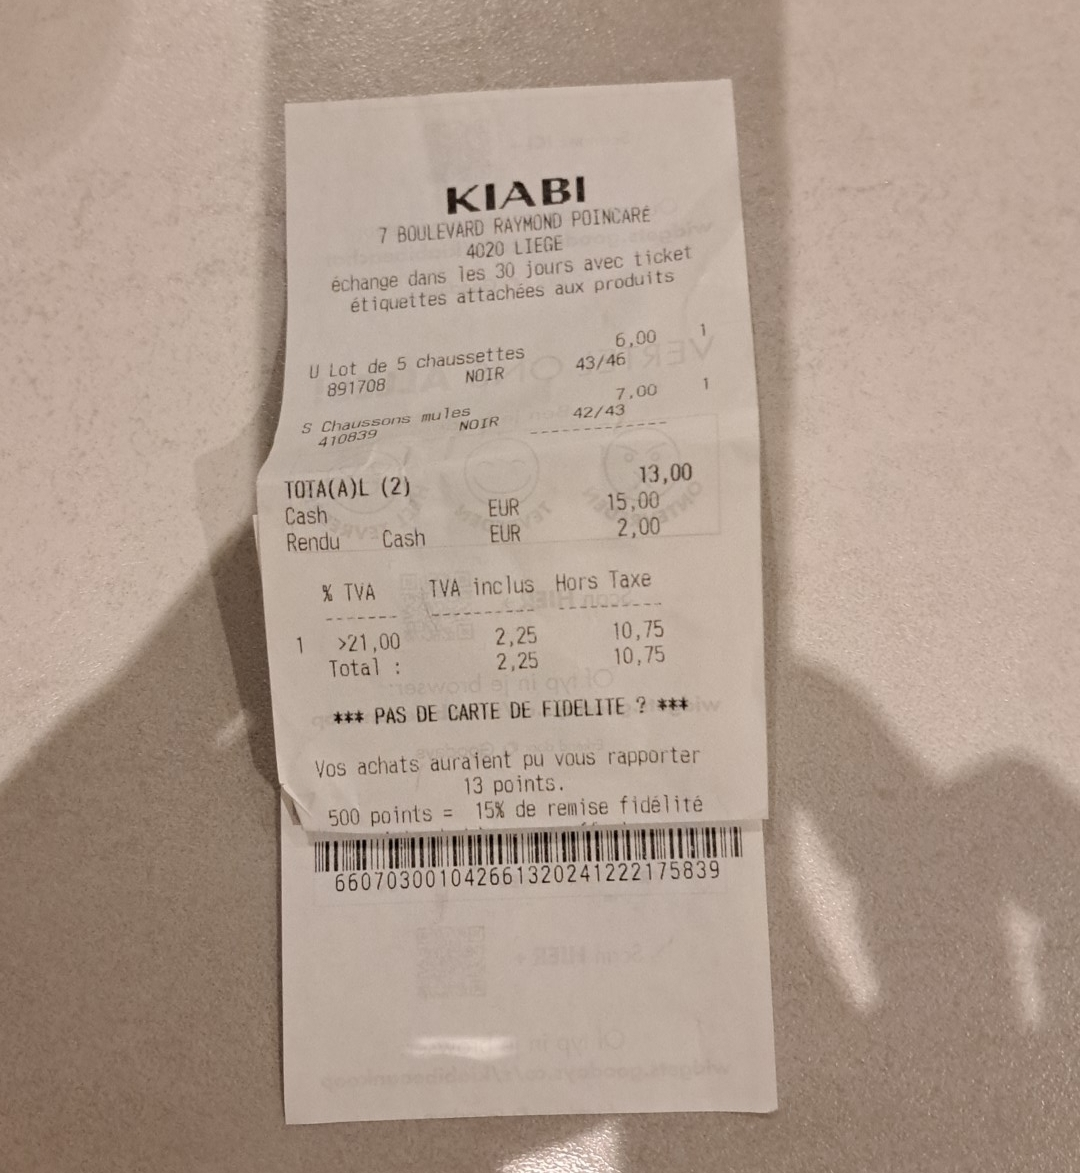 KIABI
7 BOULEVARD RAYMOND POINCARÉ
4020 LIEGE
échange dans les 30 jours avec ticket
étiquettes attachées aux produits
U Lot de 5 chaussettes 6,00 1
891708 NOIR 43/46
S Chaussons mules 7,00 1
410839 NOIR 42/43
TOTA(A)L (2) 13,00
Cash EUR 15,00
Rendu Cash EUR 2,00
% TVA TVA inclus Hors Taxe
1 >21,00 2,25 10,75
Total : 2,25 10,75
*** PAS DE CARTE DE FIDELITE ? ***
Vos achats auraient pu vous rapporter
13 points.
500 points = 15% de remise fidélité
660703001042661320241222175839